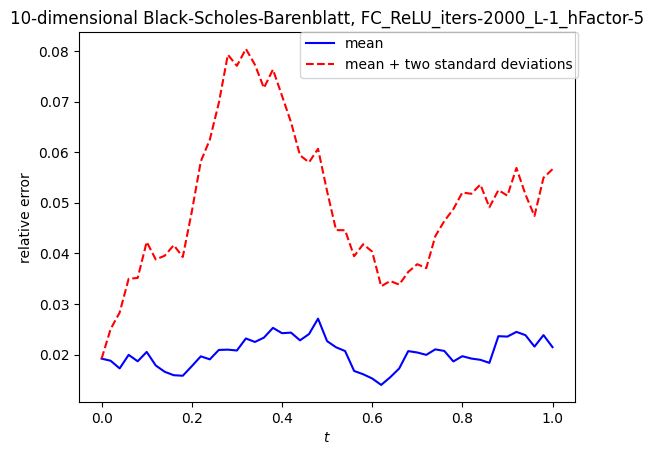 10-dimensional Black-Scholes-Barenblatt, FC_ReLU_iters-2000_L-1_hFactor-5
mean
mean + two standard deviations
relative error
0.08
0.07
0.06
0.05
0.04
0.03
0.02
0.0 0.2 0.4 0.6 0.8 1.0
t